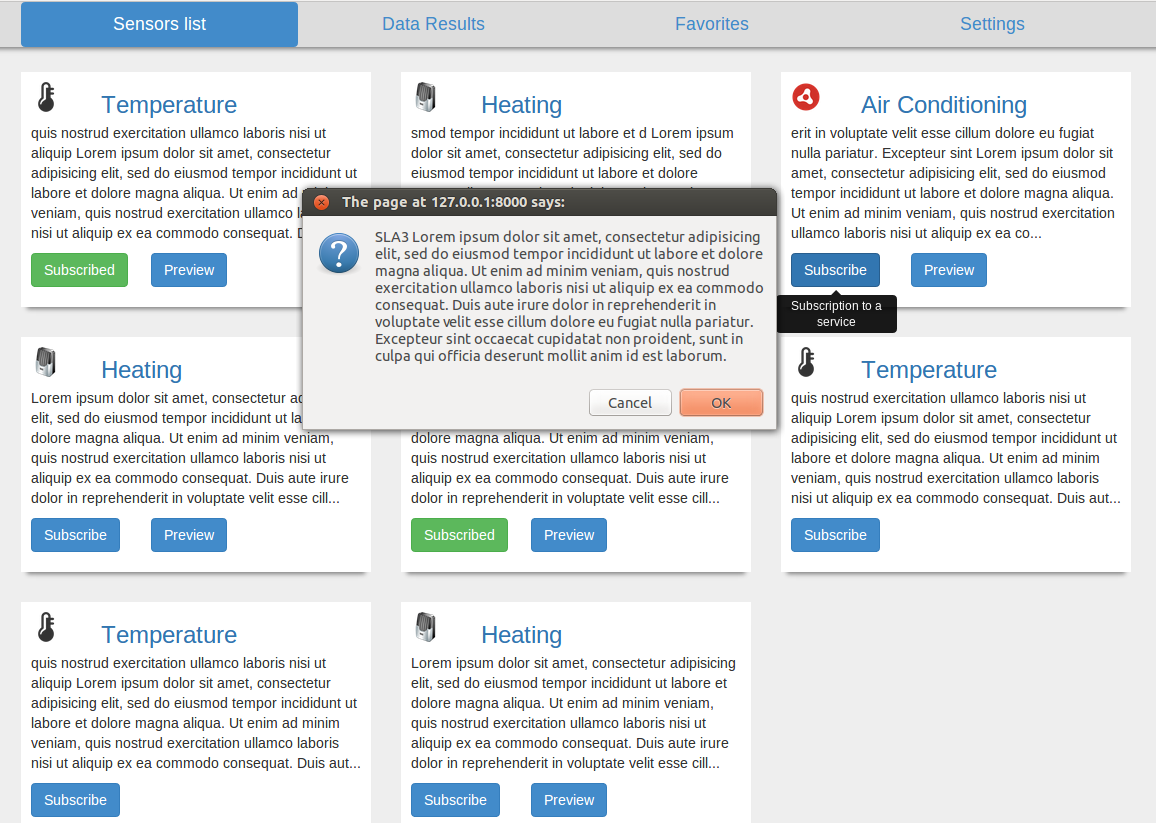 Sensors list
Data Results
Favorites
Settings
Temperature
quis nostrud exercitation ullamco laboris nisi ut
aliquip Lorem ipsum dolor sit amet, consectetur
adipisicing elit, sed do eiusmod tempor incididunt ut
labore et dolore magna aliqua. Ut enim ad
veniam, quis nostrud exercitation ullamco
nisi ut aliquip ex ea commodo consequat.
Subscribed
Preview
Heating
smod tempor incididunt ut labore et d Lorem ipsum
dolor sit amet, consectetur adipisicing elit, sed do
eiusmod tempor incididunt ut labore et dolore
Air Conditioning
erit in voluptate velit esse cillum dolore eu fugiat
nulla pariatur. Excepteur sint Lorem ipsum dolor sit
amet, consectetur adipisicing elit, sed do eiusmod
tempor incididunt ut labore et dolore magna aliqua.
Ut enim ad minim veniam, quis nostrud exercitation
ullamco laboris nisi ut aliquip ex ea co...
Subscribe
Preview
Subscription to a
service
The page at 127.0.0.1:8000 says:
SLA3 Lorem ipsum dolor sit amet, consectetur adipisicing
elit, sed do eiusmod tempor incididunt ut labore et dolore
magna aliqua. Ut enim ad minim veniam, quis nostrud
exercitation ullamco laboris nisi ut aliquip ex ea commodo
consequat. Duis aute irure dolor in reprehenderit in
voluptate velit esse cillum dolore eu fugiat nulla pariatur.
Excepteur sint occaecat cupidatat non proident, sunt in
culpa qui officia deserunt mollit anim id est laborum.
Cancel
OK
Heating
Lorem ipsum dolor sit amet, consectetur
elit, sed do eiusmod tempor incididunt ut
dolore magna aliqua. Ut enim ad minim veniam,
quis nostrud exercitation ullamco laboris nisi ut
aliquip ex ea commodo consequat. Duis aute irure
dolor in reprehenderit in voluptate velit esse cill...
Subscribe
Preview
dolore magna aliqua. Ut enim ad minim veniam,
quis nostrud exercitation ullamco laboris nisi ut
aliquip ex ea commodo consequat. Duis aute irure
dolor in reprehenderit in voluptate velit esse cill...
Subscribed
Preview
Temperature
quis nostrud exercitation ullamco laboris nisi ut
aliquip Lorem ipsum dolor sit amet, consectetur
adipisicing elit, sed do eiusmod tempor incididunt ut
labore et dolore magna aliqua. Ut enim ad minim
veniam, quis nostrud exercitation ullamco laboris
nisi ut aliquip ex ea commodo consequat. Duis aut...
Subscribe
Temperature
quis nostrud exercitation ullamco laboris nisi ut
aliquip Lorem ipsum dolor sit amet, consectetur
adipisicing elit, sed do eiusmod tempor incididunt ut
labore et dolore magna aliqua. Ut enim ad minim
veniam, quis nostrud exercitation ullamco laboris
nisi ut aliquip ex ea commodo consequat. Duis aut...
Subscribe
Heating
Lorem ipsum dolor sit amet, consectetur adipisicing
elit, sed do eiusmod tempor incididunt ut labore et
dolore magna aliqua. Ut enim ad minim veniam,
quis nostrud exercitation ullamco laboris nisi ut
aliquip ex ea commodo consequat. Duis aute irure
dolor in reprehenderit in voluptate velit esse cill...
Subscribe
Preview